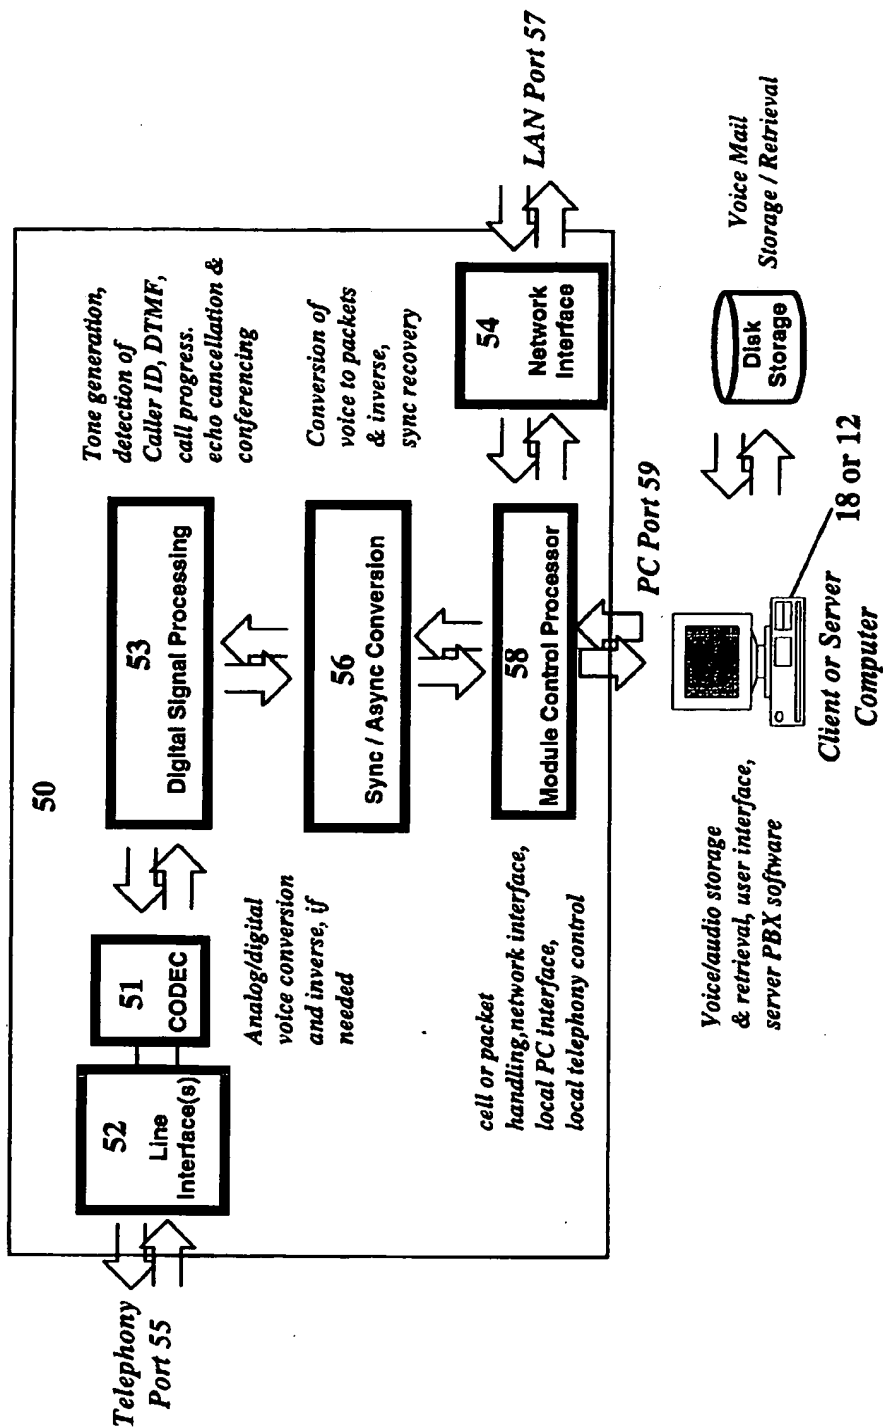 50
Telephony
Port 55
52
Line
Interface(s)
51
CODEC
Analog/digital
voice conversion
and inverse, if
needed
53
Digital Signal Processing
Tone generation,
detection of
Caller ID, DTMF,
call progress.
echo cancellation &
conferencing
56
Sync / Async Conversion
Conversion of
voice to packets
& inverse,
sync recovery
cell or packet
handling,network interface,
local PC interface,
local telephony control
58
Module Control Processor
54
Network
Interface
LAN Port 57
PC Port 59
Voice/audio storage
& retrieval, user interface,
server PBX software
Client or Server
Computer
18 or 12
Disk
Storage
Voice Mail
Storage / Retrieval